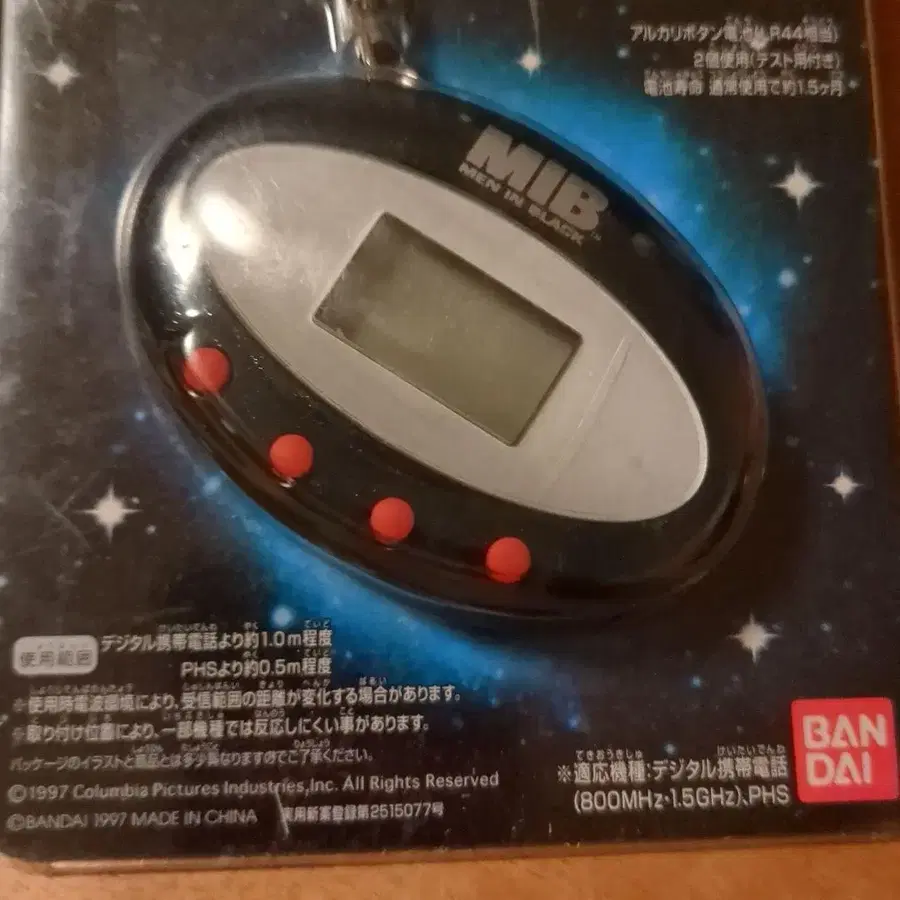 アルカリボタン電池(LR44相当)
2個使用(テスト用付き)
電池寿命 通常使用で約1.5ヶ月
MIB
MEN IN BLACK
TM
使用範囲
デジタル携帯電話より約1.0m程度
PHSより約0.5m程度
※使用時電波環境により、受信範囲の距離が変化する場合があります。
※取り付け位置により、一部機種では反応しにくい事があります。
パッケージのイラストと商品とは多少異なりますのでご了承ください。
©1997 Columbia Pictures Industries,Inc. All Rights Reserved
©BANDAI 1997 MADE IN CHINA 実用新案登録第2515077号
※適応機種:デジタル携帯電話
(800MHz・1.5GHz)、PHS
BAN
DAI